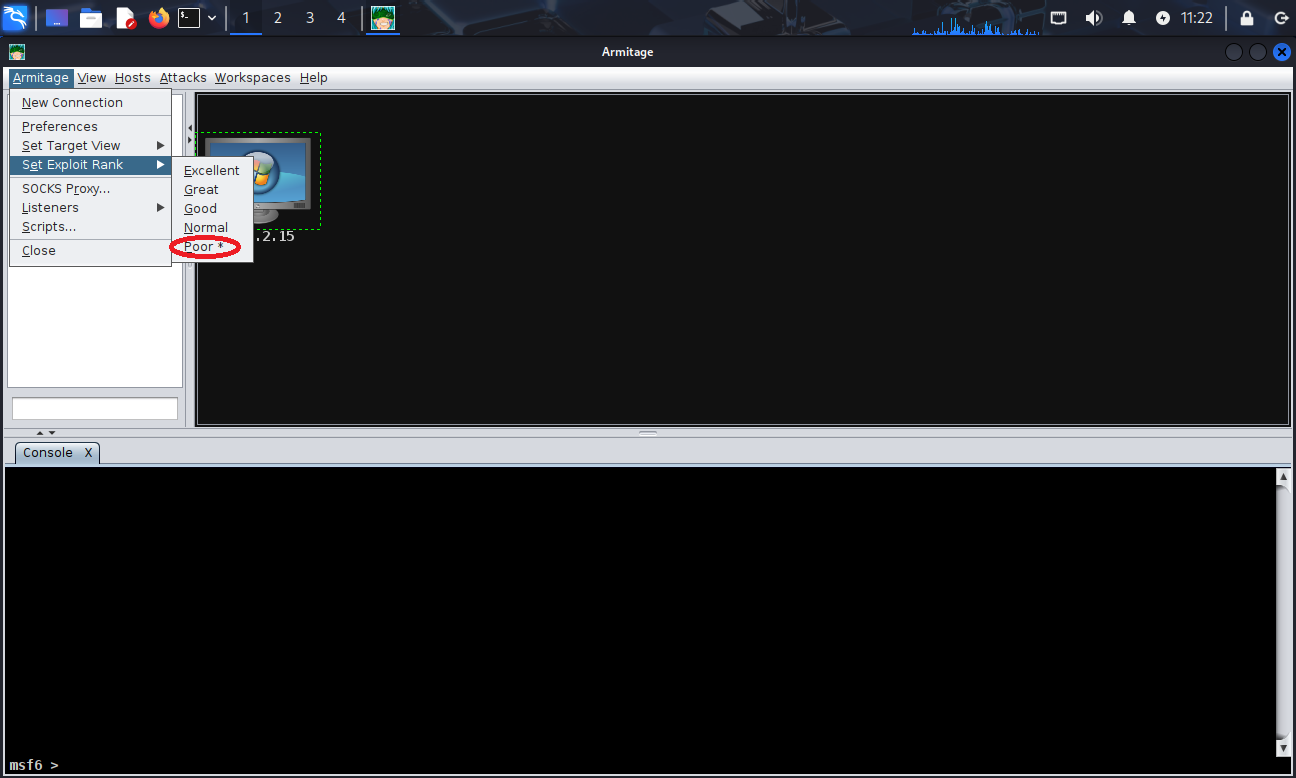 1 2 3 4 11:22
Armitage
Armitage View Hosts Attacks Workspaces Help
New Connection
Preferences
Set Target View
Set Exploit Rank
SOCKS Proxy...
Listeners
Scripts...
Close
Excellent
Great
Good
Normal
Poor *
.2.15
Console X
msf6 >